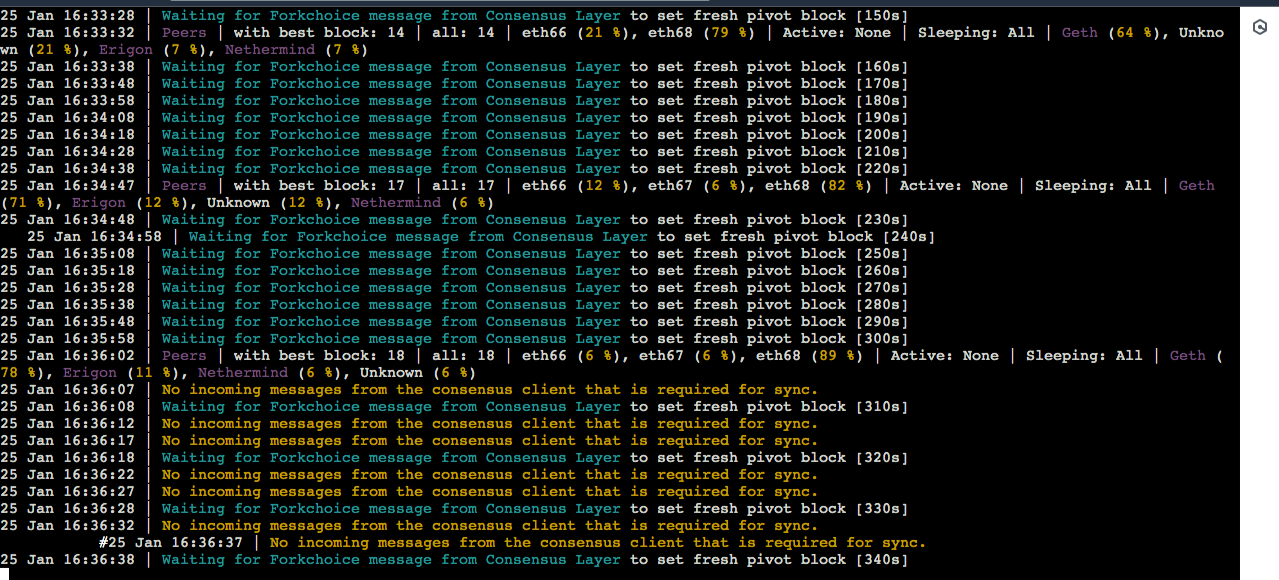 25 Jan 16:33:28 | Waiting for Forkchoice message from Consensus Layer to set fresh pivot block [150s]
25 Jan 16:33:32 | Peers | with best block: 14 | all: 14 | eth66 (21 %), eth68 (79 %) | Active: None | Sleeping: All | Geth (64 %), Unkno
wn (21 %), Erigon (7 %), Nethermind (7 %)
25 Jan 16:33:38 | Waiting for Forkchoice message from Consensus Layer to set fresh pivot block [160s]
25 Jan 16:33:48 | Waiting for Forkchoice message from Consensus Layer to set fresh pivot block [170s]
25 Jan 16:33:58 | Waiting for Forkchoice message from Consensus Layer to set fresh pivot block [180s]
25 Jan 16:34:08 | Waiting for Forkchoice message from Consensus Layer to set fresh pivot block [190s]
25 Jan 16:34:18 | Waiting for Forkchoice message from Consensus Layer to set fresh pivot block [200s]
25 Jan 16:34:28 | Waiting for Forkchoice message from Consensus Layer to set fresh pivot block [210s]
25 Jan 16:34:38 | Waiting for Forkchoice message from Consensus Layer to set fresh pivot block [220s]
25 Jan 16:34:47 | Peers | with best block: 17 | all: 17 | eth66 (12 %), eth67 (6 %), eth68 (82 %) | Active: None | Sleeping: All | Geth
(71 %), Erigon (12 %), Unknown (12 %), Nethermind (6 %)
25 Jan 16:34:48 | Waiting for Forkchoice message from Consensus Layer to set fresh pivot block [230s]
25 Jan 16:34:58 | Waiting for Forkchoice message from Consensus Layer to set fresh pivot block [240s]
25 Jan 16:35:08 | Waiting for Forkchoice message from Consensus Layer to set fresh pivot block [250s]
25 Jan 16:35:18 | Waiting for Forkchoice message from Consensus Layer to set fresh pivot block [260s]
25 Jan 16:35:28 | Waiting for Forkchoice message from Consensus Layer to set fresh pivot block [270s]
25 Jan 16:35:38 | Waiting for Forkchoice message from Consensus Layer to set fresh pivot block [280s]
25 Jan 16:35:48 | Waiting for Forkchoice message from Consensus Layer to set fresh pivot block [290s]
25 Jan 16:35:58 | Waiting for Forkchoice message from Consensus Layer to set fresh pivot block [300s]
25 Jan 16:36:02 | Peers | with best block: 18 | all: 18 | eth66 (6 %), eth67 (6 %), eth68 (89 %) | Active: None | Sleeping: All | Geth (
78 %), Erigon (11 %), Nethermind (6 %), Unknown (6 %)
25 Jan 16:36:07 | No incoming messages from the consensus client that is required for sync.
25 Jan 16:36:08 | Waiting for Forkchoice message from Consensus Layer to set fresh pivot block [310s]
25 Jan 16:36:12 | No incoming messages from the consensus client that is required for sync.
25 Jan 16:36:17 | No incoming messages from the consensus client that is required for sync.
25 Jan 16:36:18 | Waiting for Forkchoice message from Consensus Layer to set fresh pivot block [320s]
25 Jan 16:36:22 | No incoming messages from the consensus client that is required for sync.
25 Jan 16:36:27 | No incoming messages from the consensus client that is required for sync.
25 Jan 16:36:28 | Waiting for Forkchoice message from Consensus Layer to set fresh pivot block [330s]
25 Jan 16:36:32 | No incoming messages from the consensus client that is required for sync.
#25 Jan 16:36:37 | No incoming messages from the consensus client that is required for sync.
25 Jan 16:36:38 | Waiting for Forkchoice message from Consensus Layer to set fresh pivot block [340s]